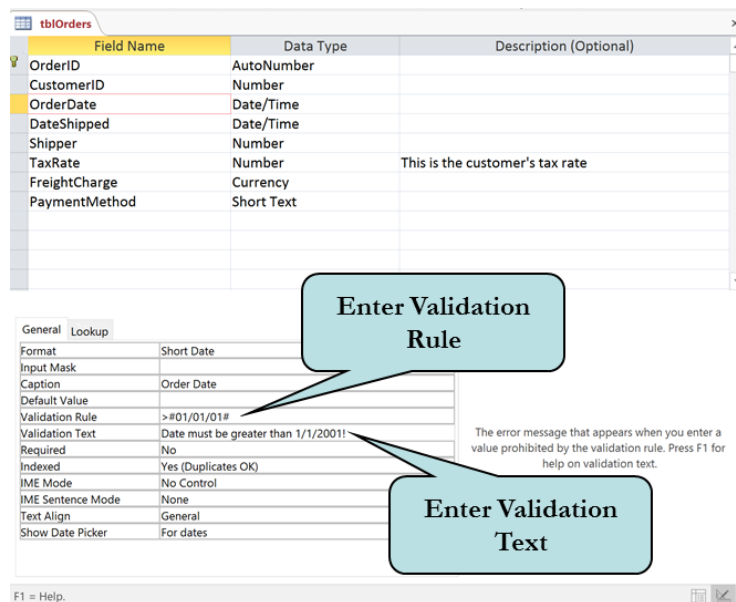 tblOrders
Field Name Data Type Description (Optional)
OrderID AutoNumber
CustomerID Number
OrderDate Date/Time
DateShipped Date/Time
Shipper Number
TaxRate Number This is the customer's tax rate
FreightCharge Currency
PaymentMethod Short Text
Enter Validation
Rule
General Lookup
Format Short Date
Input Mask
Caption Order Date
Default Value
Validation Rule >#01/01/01#
Validation Text Date must be greater than 1/1/2001!
Required No
Indexed Yes (Duplicates OK)
IME Mode No Control
IME Sentence Mode None
Text Align General
Show Date Picker For dates
The error message that appears when you enter a
value prohibited by the validation rule. Press F1 for
help on validation text.
Enter Validation
Text
F1 = Help.